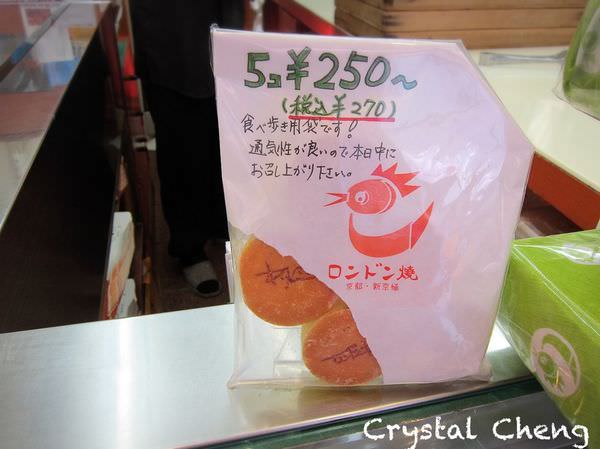 5コ¥250～
(税込¥270)
食べ歩き用袋です!
通気性が良いので本日中に
お召し上がり下さい。
ロンドン焼
京都・新京極
Crystal Cheng